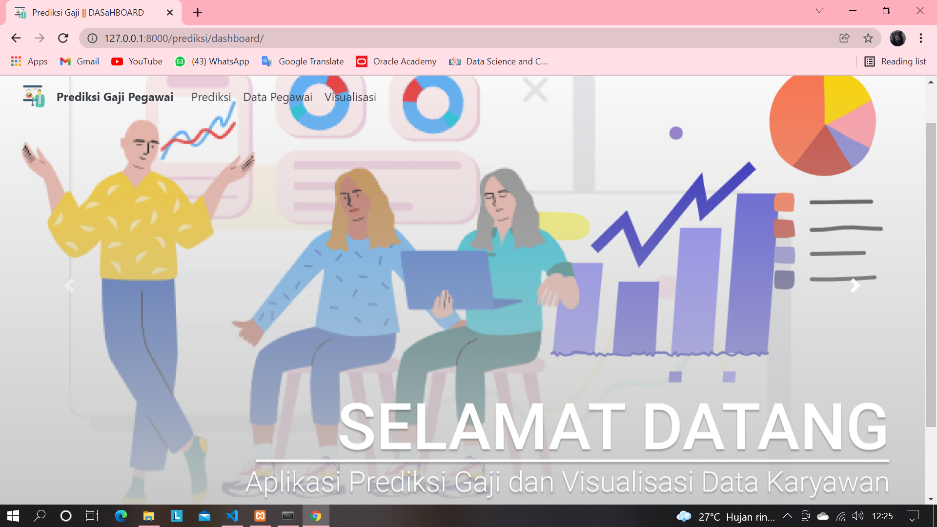 Prediksi Gaji || DASaHBOARD
127.0.0.1:8000/prediksi/dashboard/
Apps Gmail YouTube (43) WhatsApp Google Translate Oracle Academy Data Science and C... Reading list
Prediksi Gaji Pegawai Prediksi Data Pegawai Visualisasi
SELAMAT DATANG
Aplikasi Prediksi Gaji dan Visualisasi Data Karyawan
27°C Hujan rin... 12:25